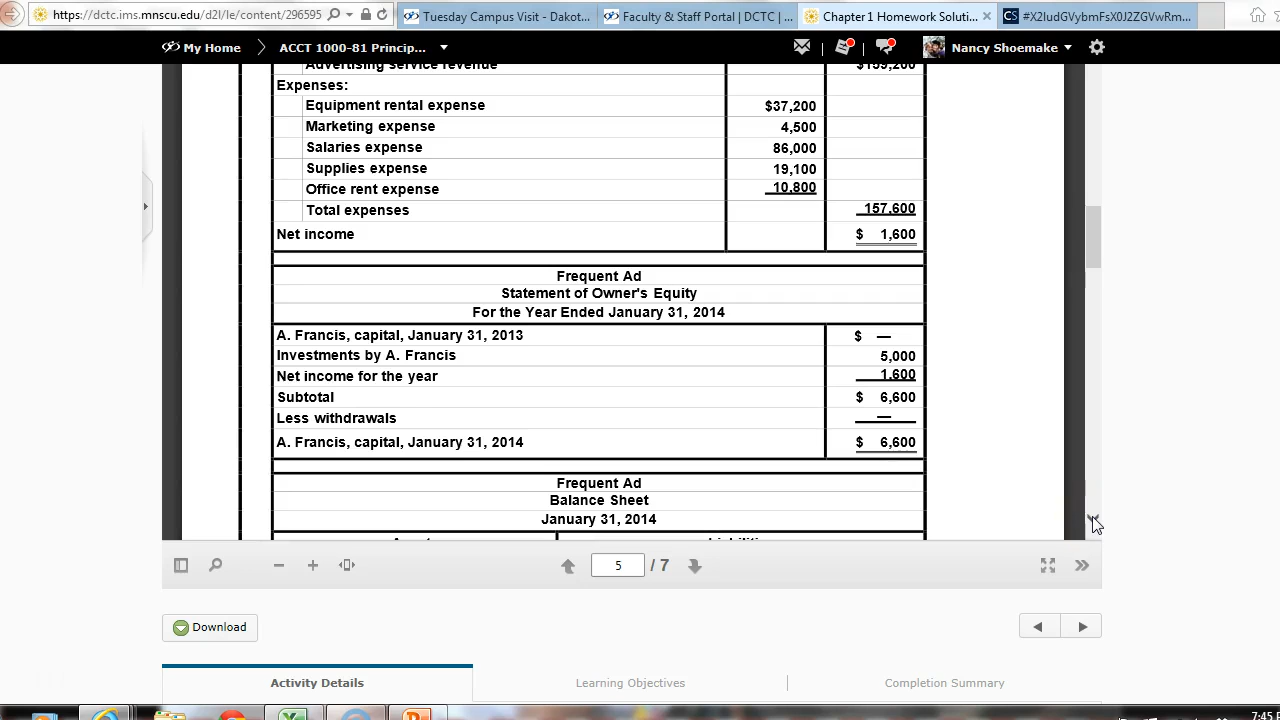 https://dctc.ims.mnscu.edu/d2l/le/content/296595
Tuesday Campus Visit - Dakot...
Faculty & Staff Portal | DCTC | ...
Chapter 1 Homework Soluti...
CS #X2ludGVybmFsX0J2ZGVwRm...
My Home
ACCT 1000-81 Princip...
Nancy Shoemake
Advertising service revenue $159,200
Expenses:
Equipment rental expense $37,200
Marketing expense 4,500
Salaries expense 86,000
Supplies expense 19,100
Office rent expense 10,800
Total expenses 157,600
Net income $ 1,600
Frequent Ad
Statement of Owner's Equity
For the Year Ended January 31, 2014
A. Francis, capital, January 31, 2013 $ —
Investments by A. Francis 5,000
Net income for the year 1,600
Subtotal $ 6,600
Less withdrawals —
A. Francis, capital, January 31, 2014 $ 6,600
Frequent Ad
Balance Sheet
January 31, 2014
5 / 7
Download
Activity Details
Learning Objectives
Completion Summary
7:45